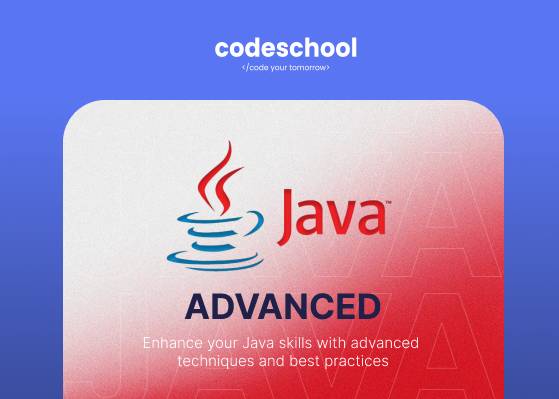 codeschool
</code your tomorrow>
Java™
ADVANCED
Enhance your Java skills with advanced
techniques and best practices